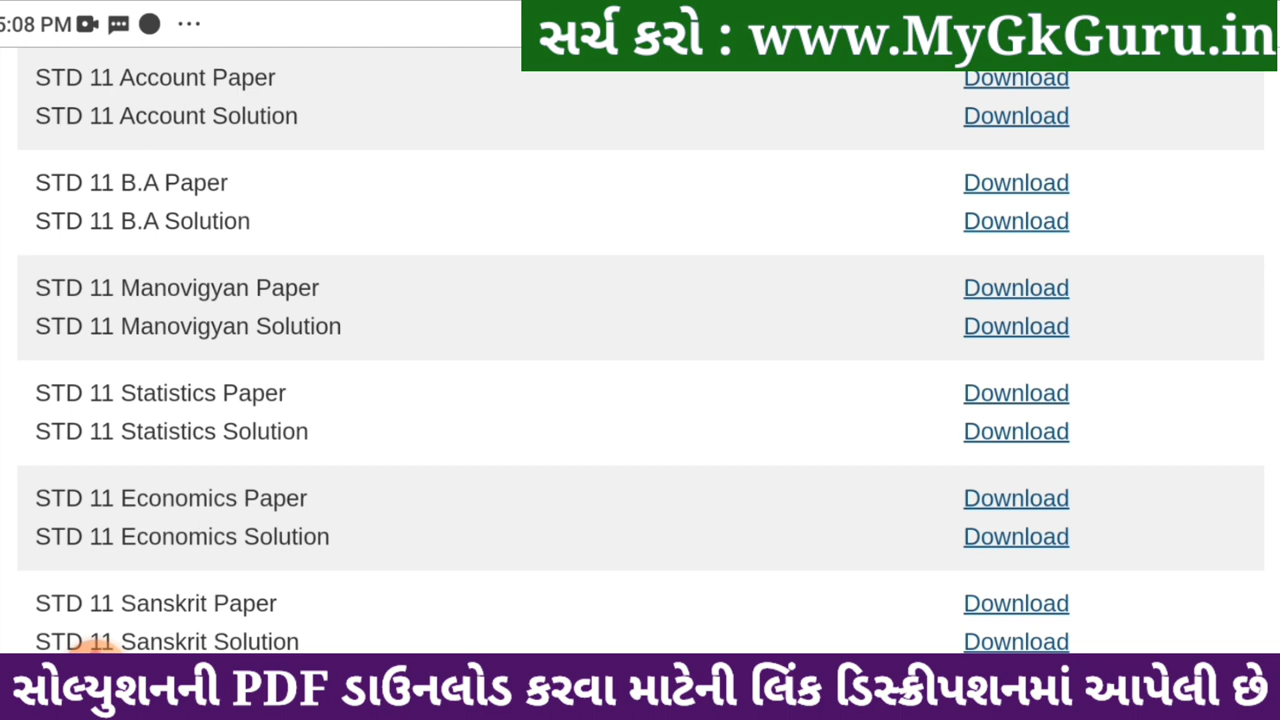 5:08 PM
સર્ચ કરો : www.MyGkGuru.in
STD 11 Account Paper Download
STD 11 Account Solution Download
STD 11 B.A Paper Download
STD 11 B.A Solution Download
STD 11 Manovigyan Paper Download
STD 11 Manovigyan Solution Download
STD 11 Statistics Paper Download
STD 11 Statistics Solution Download
STD 11 Economics Paper Download
STD 11 Economics Solution Download
STD 11 Sanskrit Paper Download
STD 11 Sanskrit Solution Download
સોલ્યુશનની PDF ડાઉનલોડ કરવા માટેની લિંક ડિસ્ક્રીપશનમાં આપેલી છે